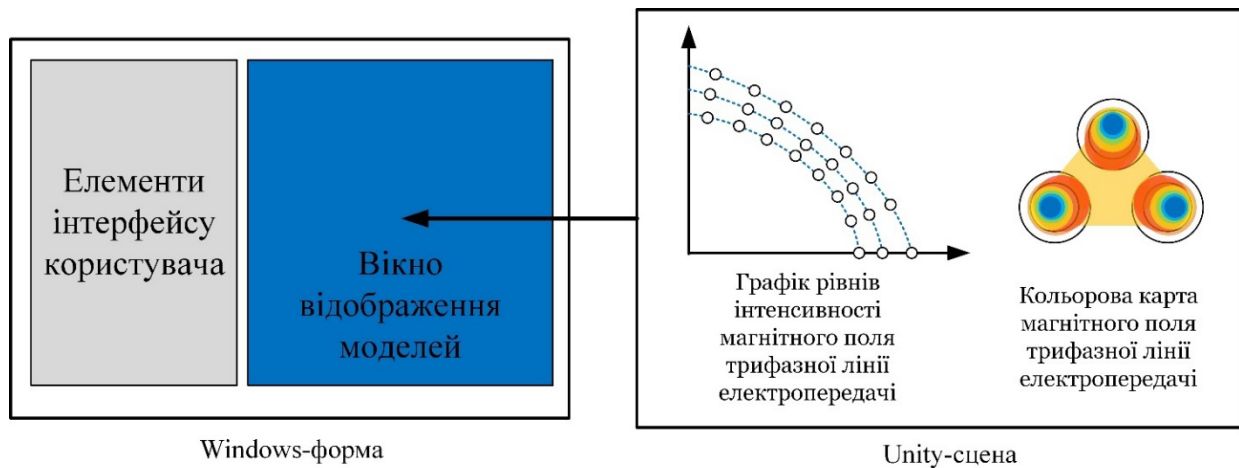 Елементи
інтерфейсу
користувача
Вікно
відображення
моделей
Windows-форма
Графік рівнів
інтенсивності
магнітного поля
трифазної лінії
електропередачі
Кольорова карта
магнітного поля
трифазної лінії
електропередачі
Unity-сцена